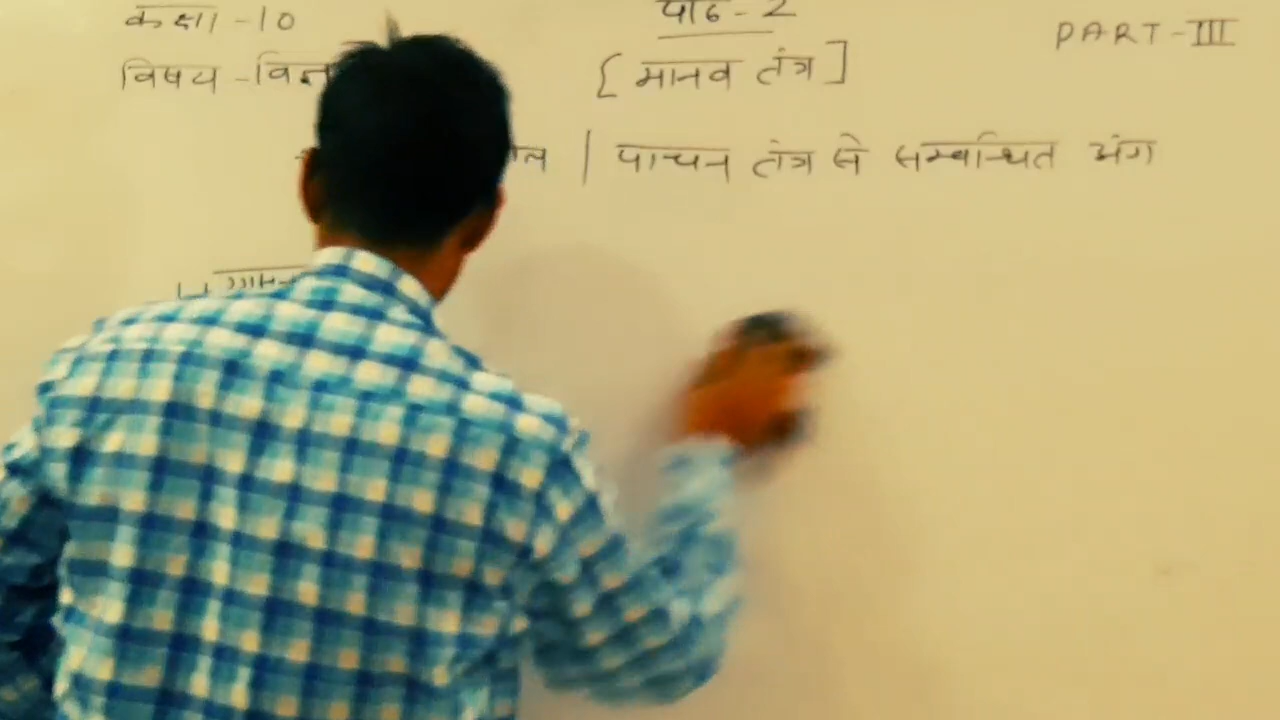 कक्षा -10
पाठ - 2
PART-III
विषय -विज्ञ
[ मानव तंत्र ]
| पाचन तंत्र से सम्बन्धित अंग